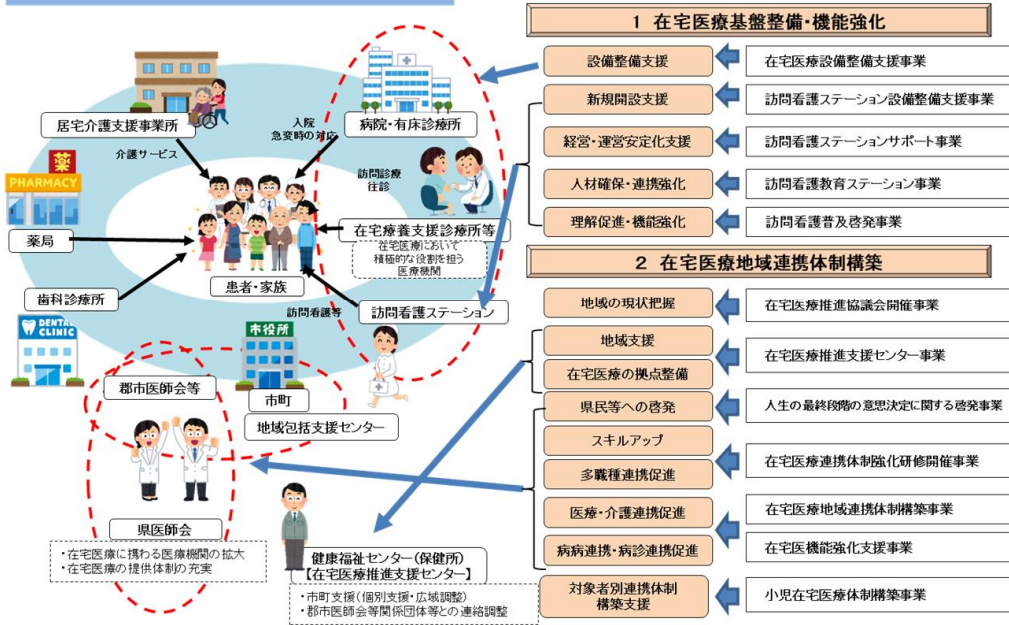 居宅介護支援事業所
介護サービス
入院
急変時の対応
病院・有床診療所
薬
PHARMACY
薬局
訪問診療
往診
在宅療養支援診療所等
在宅医療において
積極的な役割を担う
医療機関
患者・家族
歯科診療所
訪問看護等
訪問看護ステーション
DENTAL
CLINIC
市役所
郡市医師会等
市町
地域包括支援センター
県医師会
・在宅医療に携わる医療機関の拡大
・在宅医療の提供体制の充実
健康福祉センター(保健所)
【在宅医療推進支援センター】
・市町支援(個別支援・広域調整)
・郡市医師会等関係団体等との連絡調整
1 在宅医療基盤整備・機能強化
設備整備支援
在宅医療設備整備支援事業
新規開設支援
訪問看護ステーション設備整備支援事業
経営・運営安定化支援
訪問看護ステーションサポート事業
人材確保・連携強化
訪問看護教育ステーション事業
理解促進・機能強化
訪問看護普及啓発事業
2 在宅医療地域連携体制構築
地域の現状把握
在宅医療推進協議会開催事業
地域支援
在宅医療の拠点整備
在宅医療推進支援センター事業
県民等への啓発
人生の最終段階の意思決定に関する啓発事業
スキルアップ
多職種連携促進
在宅医療連携体制強化研修開催事業
医療・介護連携促進
在宅医療地域連携体制構築事業
病病連携・病診連携促進
在宅医機能強化支援事業
対象者別連携体制
構築支援
小児在宅医療体制構築事業